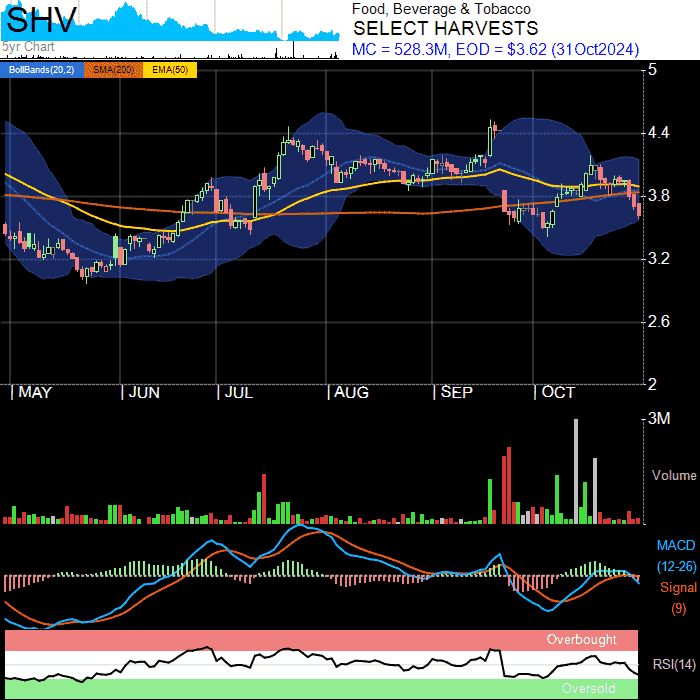 SHV
5yr Chart
Food, Beverage & Tobacco
SELECT HARVESTS
MC = 528.3M, EOD = $3.62 (31Oct2024)
BollBands(20,2) SMA(200) EMA(50)
5
4.4
3.8
3.2
2.6
2
MAY JUN JUL AUG SEP OCT
3M
Volume
MACD
(12-26)
Signal
(9)
Overbought
RSI(14)
Oversold